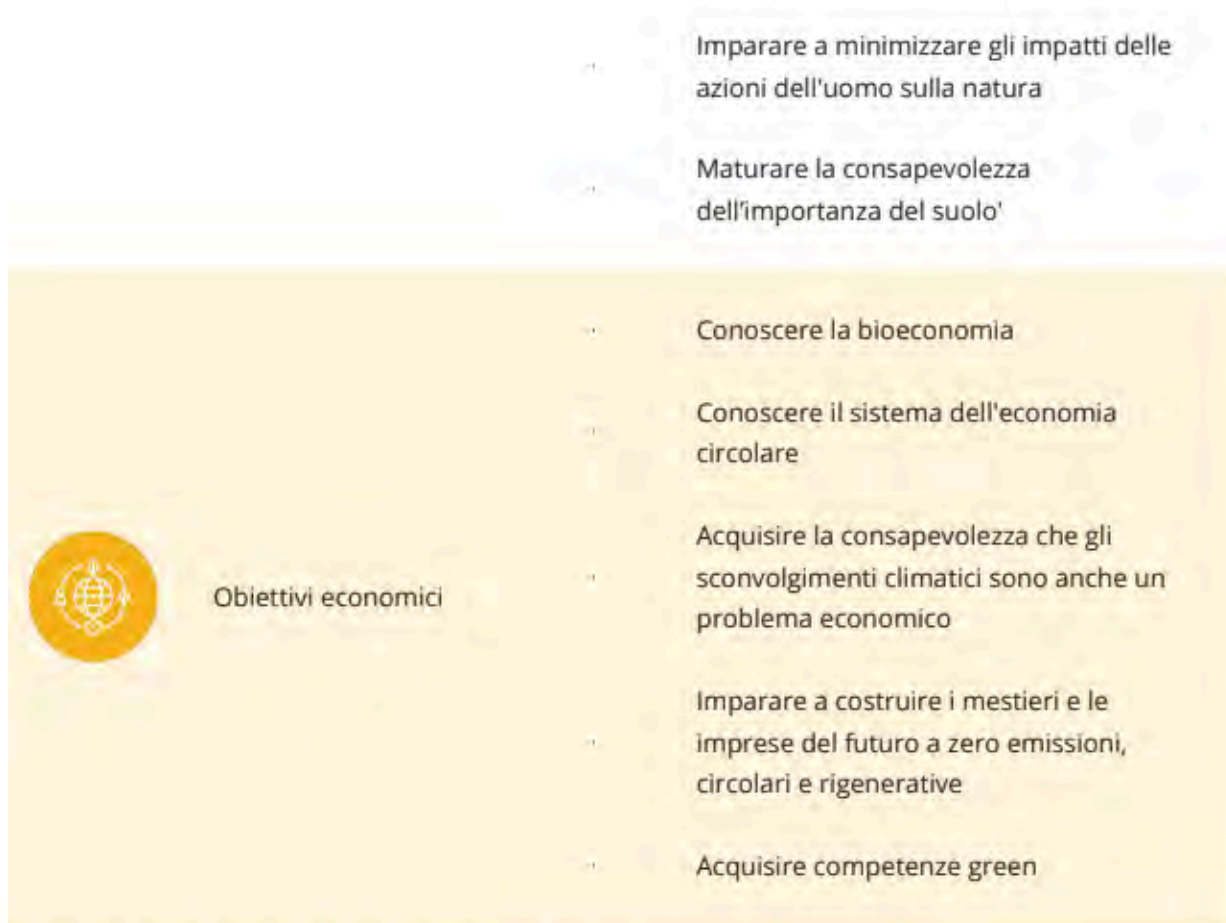 Imparare a minimizzare gli impatti delle
azioni dell'uomo sulla natura
Maturare la consapevolezza
dell'importanza del suolo'
Conoscere la bioeconomia
Conoscere il sistema dell'economia
circolare
Obiettivi economici
Acquisire la consapevolezza che gli
sconvolgimenti climatici sono anche un
problema economico
Imparare a costruire i mestieri e le
imprese del futuro a zero emissioni,
circolari e rigenerative
Acquisire competenze green